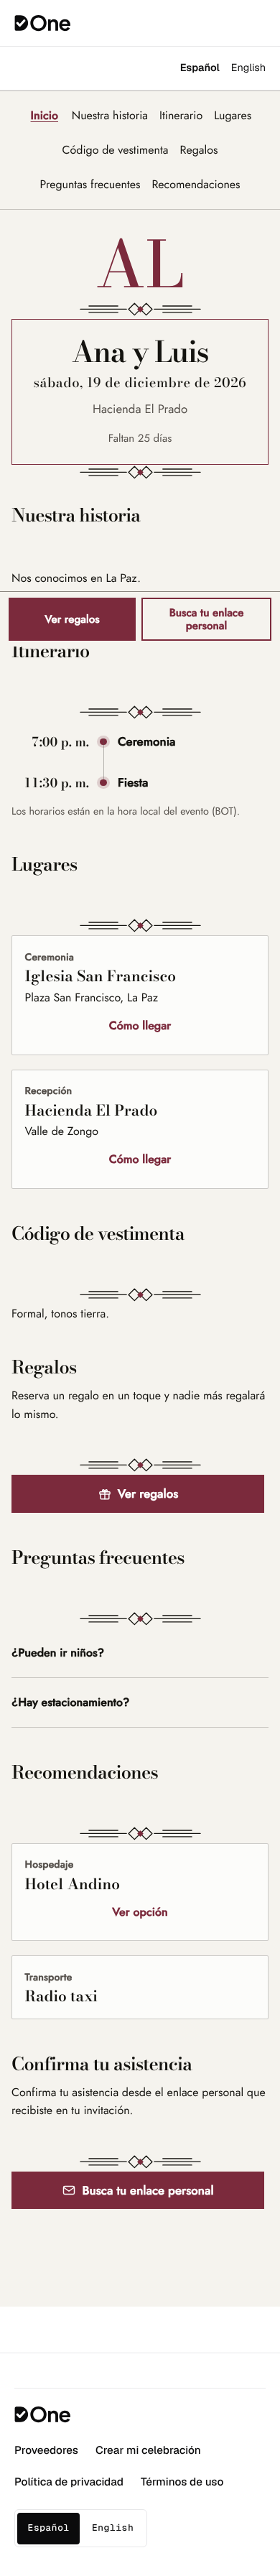 One
Español English
Inicio Nuestra historia Itinerario Lugares
Código de vestimenta Regalos
Preguntas frecuentes Recomendaciones
AL
Ana y Luis
sábado, 19 de diciembre de 2026
Hacienda El Prado
Faltan 25 días
Nuestra historia
Nos conocimos en La Paz.
Ver regalos
Busca tu enlace
personal
Itinerario
7:00 p. m. Ceremonia
11:30 p. m. Fiesta
Los horarios están en la hora local del evento (BOT).
Lugares
Ceremonia
Iglesia San Francisco
Plaza San Francisco, La Paz
Cómo llegar
Recepción
Hacienda El Prado
Valle de Zongo
Cómo llegar
Código de vestimenta
Formal, tonos tierra.
Regalos
Reserva un regalo en un toque y nadie más regalará
lo mismo.
Ver regalos
Preguntas frecuentes
¿Pueden ir niños?
¿Hay estacionamiento?
Recomendaciones
Hospedaje
Hotel Andino
Ver opción
Transporte
Radio taxi
Confirma tu asistencia
Confirma tu asistencia desde el enlace personal que
recibiste en tu invitación.
Busca tu enlace personal
One
Proveedores Crear mi celebración
Política de privacidad Términos de uso
Español English